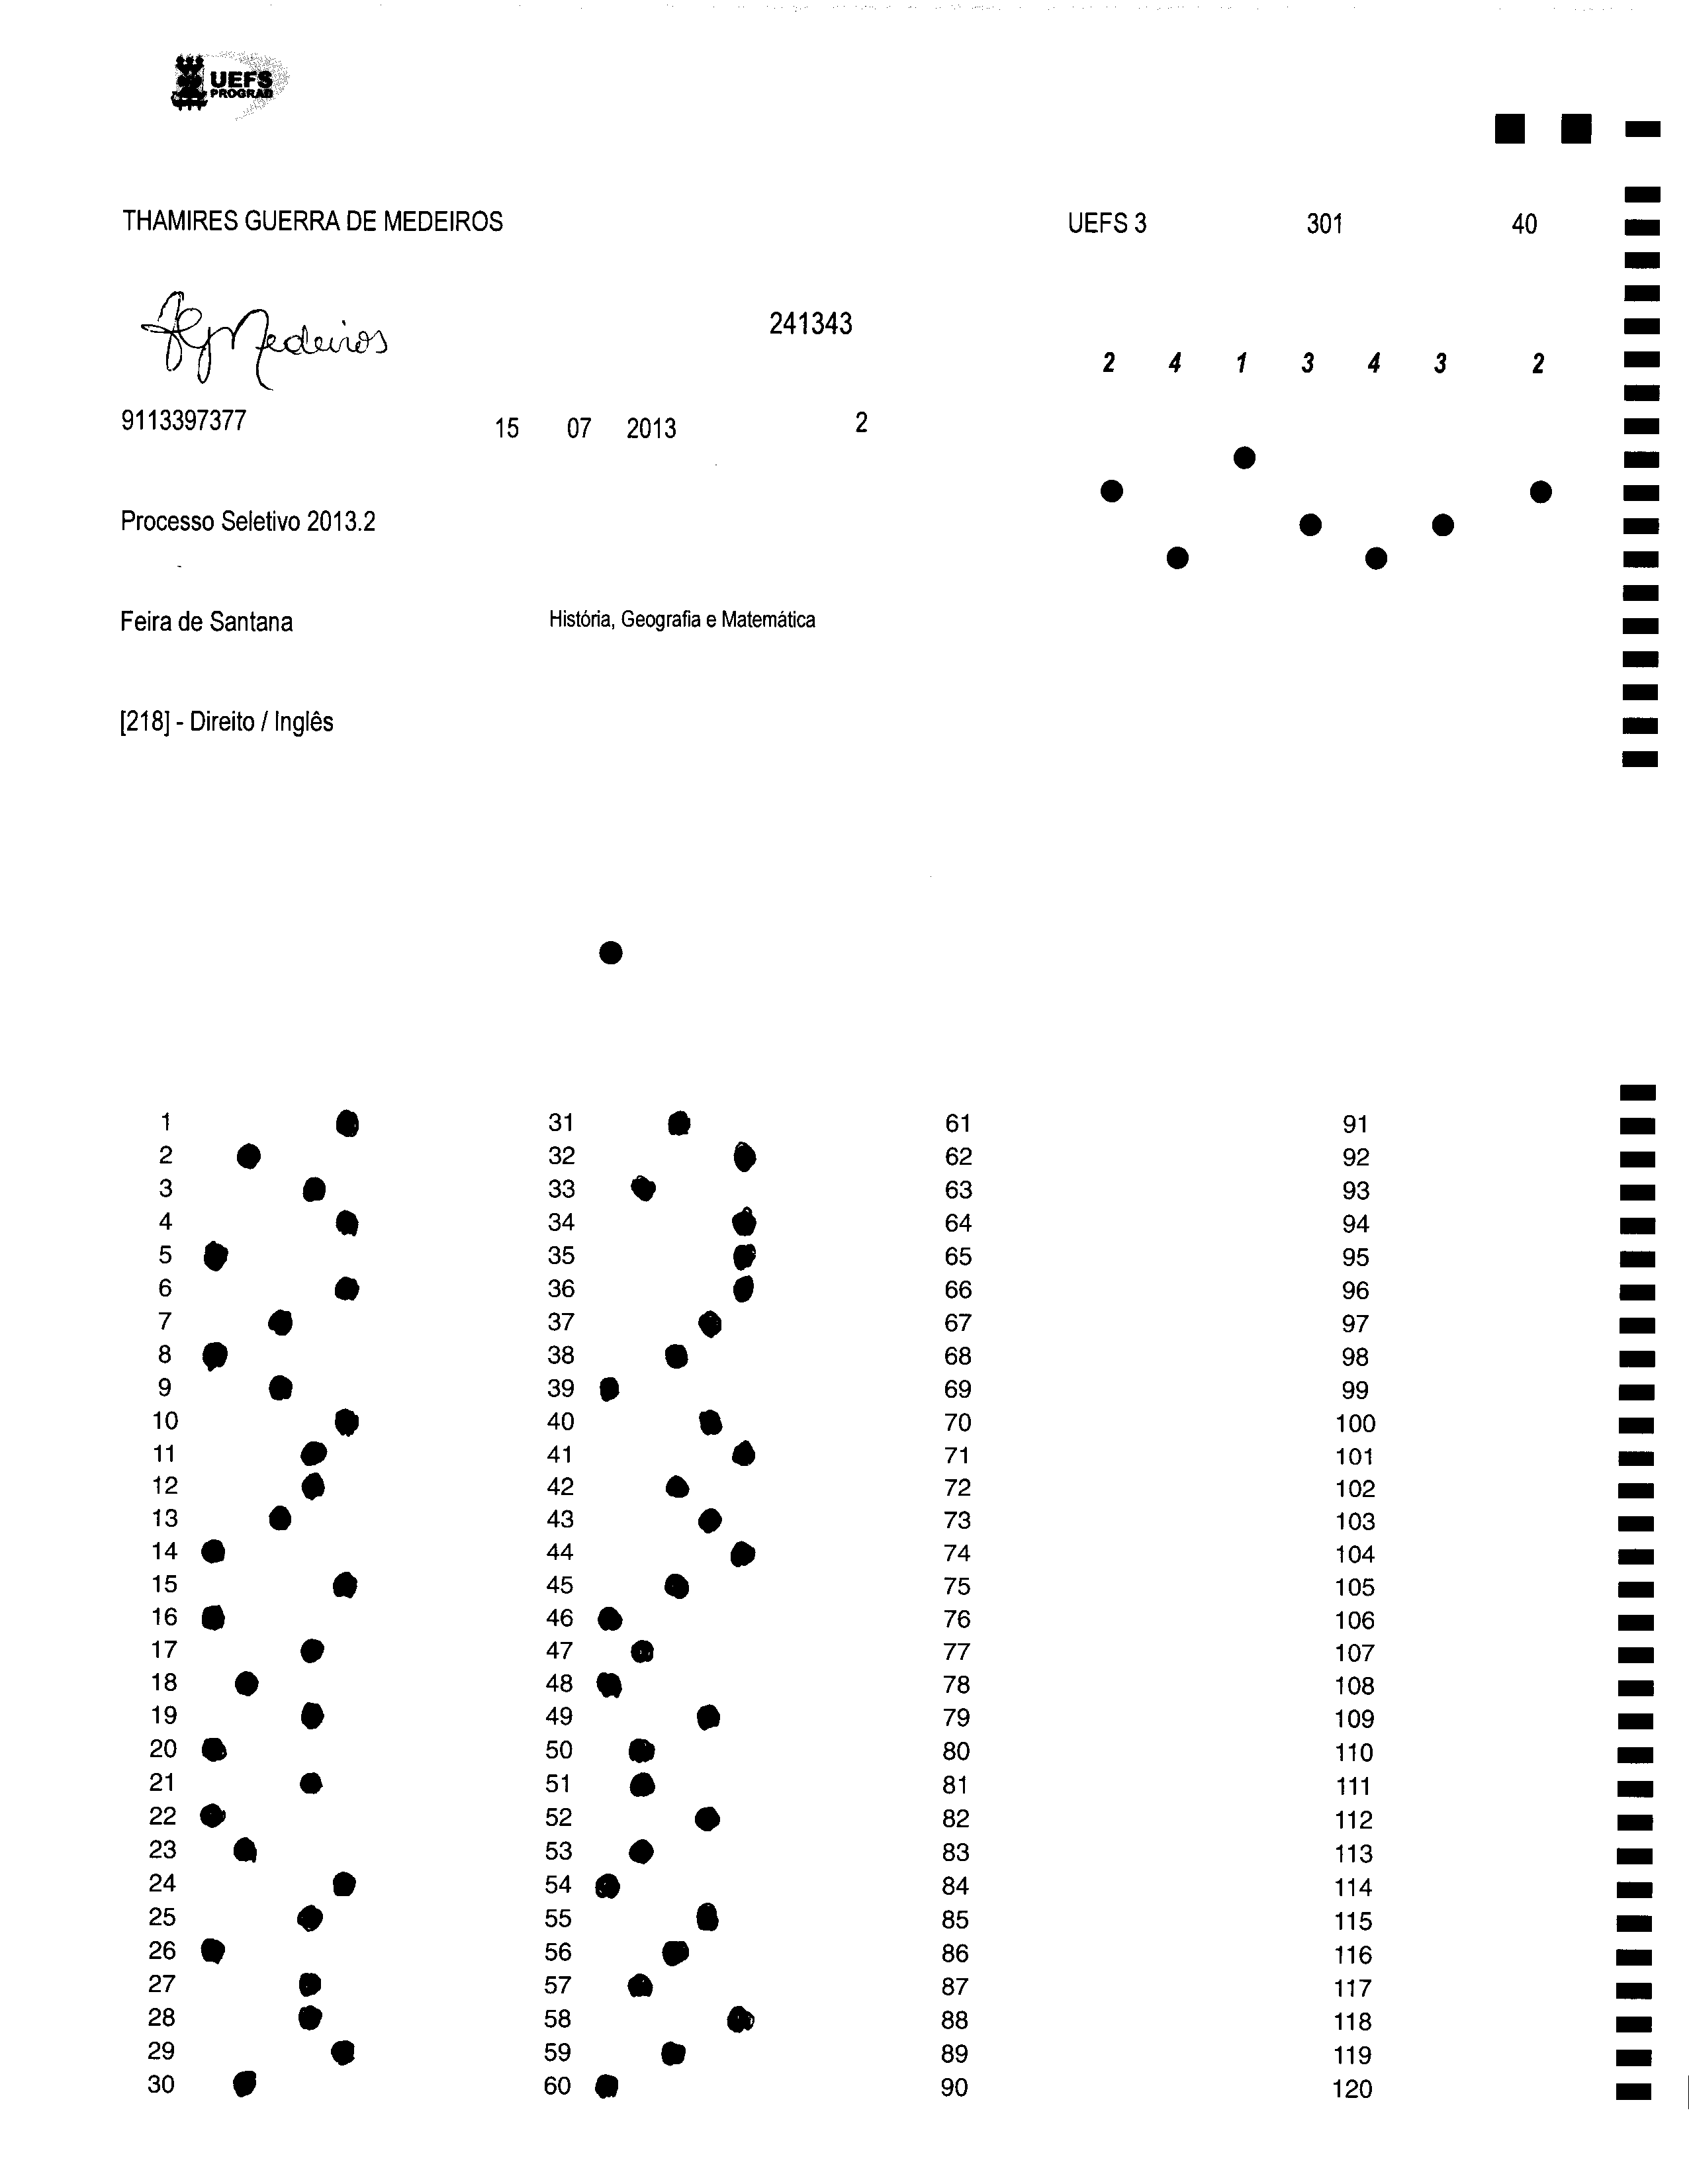 UEFS
PROGRAD
THAMIRES GUERRA DE MEDEIROS UEFS 3 301 40
Medeiros
241343
2 4 1 3 4 3 2
9113397377 15 07 2013 2
Processo Seletivo 2013.2
Feira de Santana História, Geografia e Matemática
[218] - Direito / Inglês
1 31 61 91
2 32 62 92
3 33 63 93
4 34 64 94
5 35 65 95
6 36 66 96
7 37 67 97
8 38 68 98
9 39 69 99
10 40 70 100
11 41 71 101
12 42 72 102
13 43 73 103
14 44 74 104
15 45 75 105
16 46 76 106
17 47 77 107
18 48 78 108
19 49 79 109
20 50 80 110
21 51 81 111
22 52 82 112
23 53 83 113
24 54 84 114
25 55 85 115
26 56 86 116
27 57 87 117
28 58 88 118
29 59 89 119
30 60 90 120